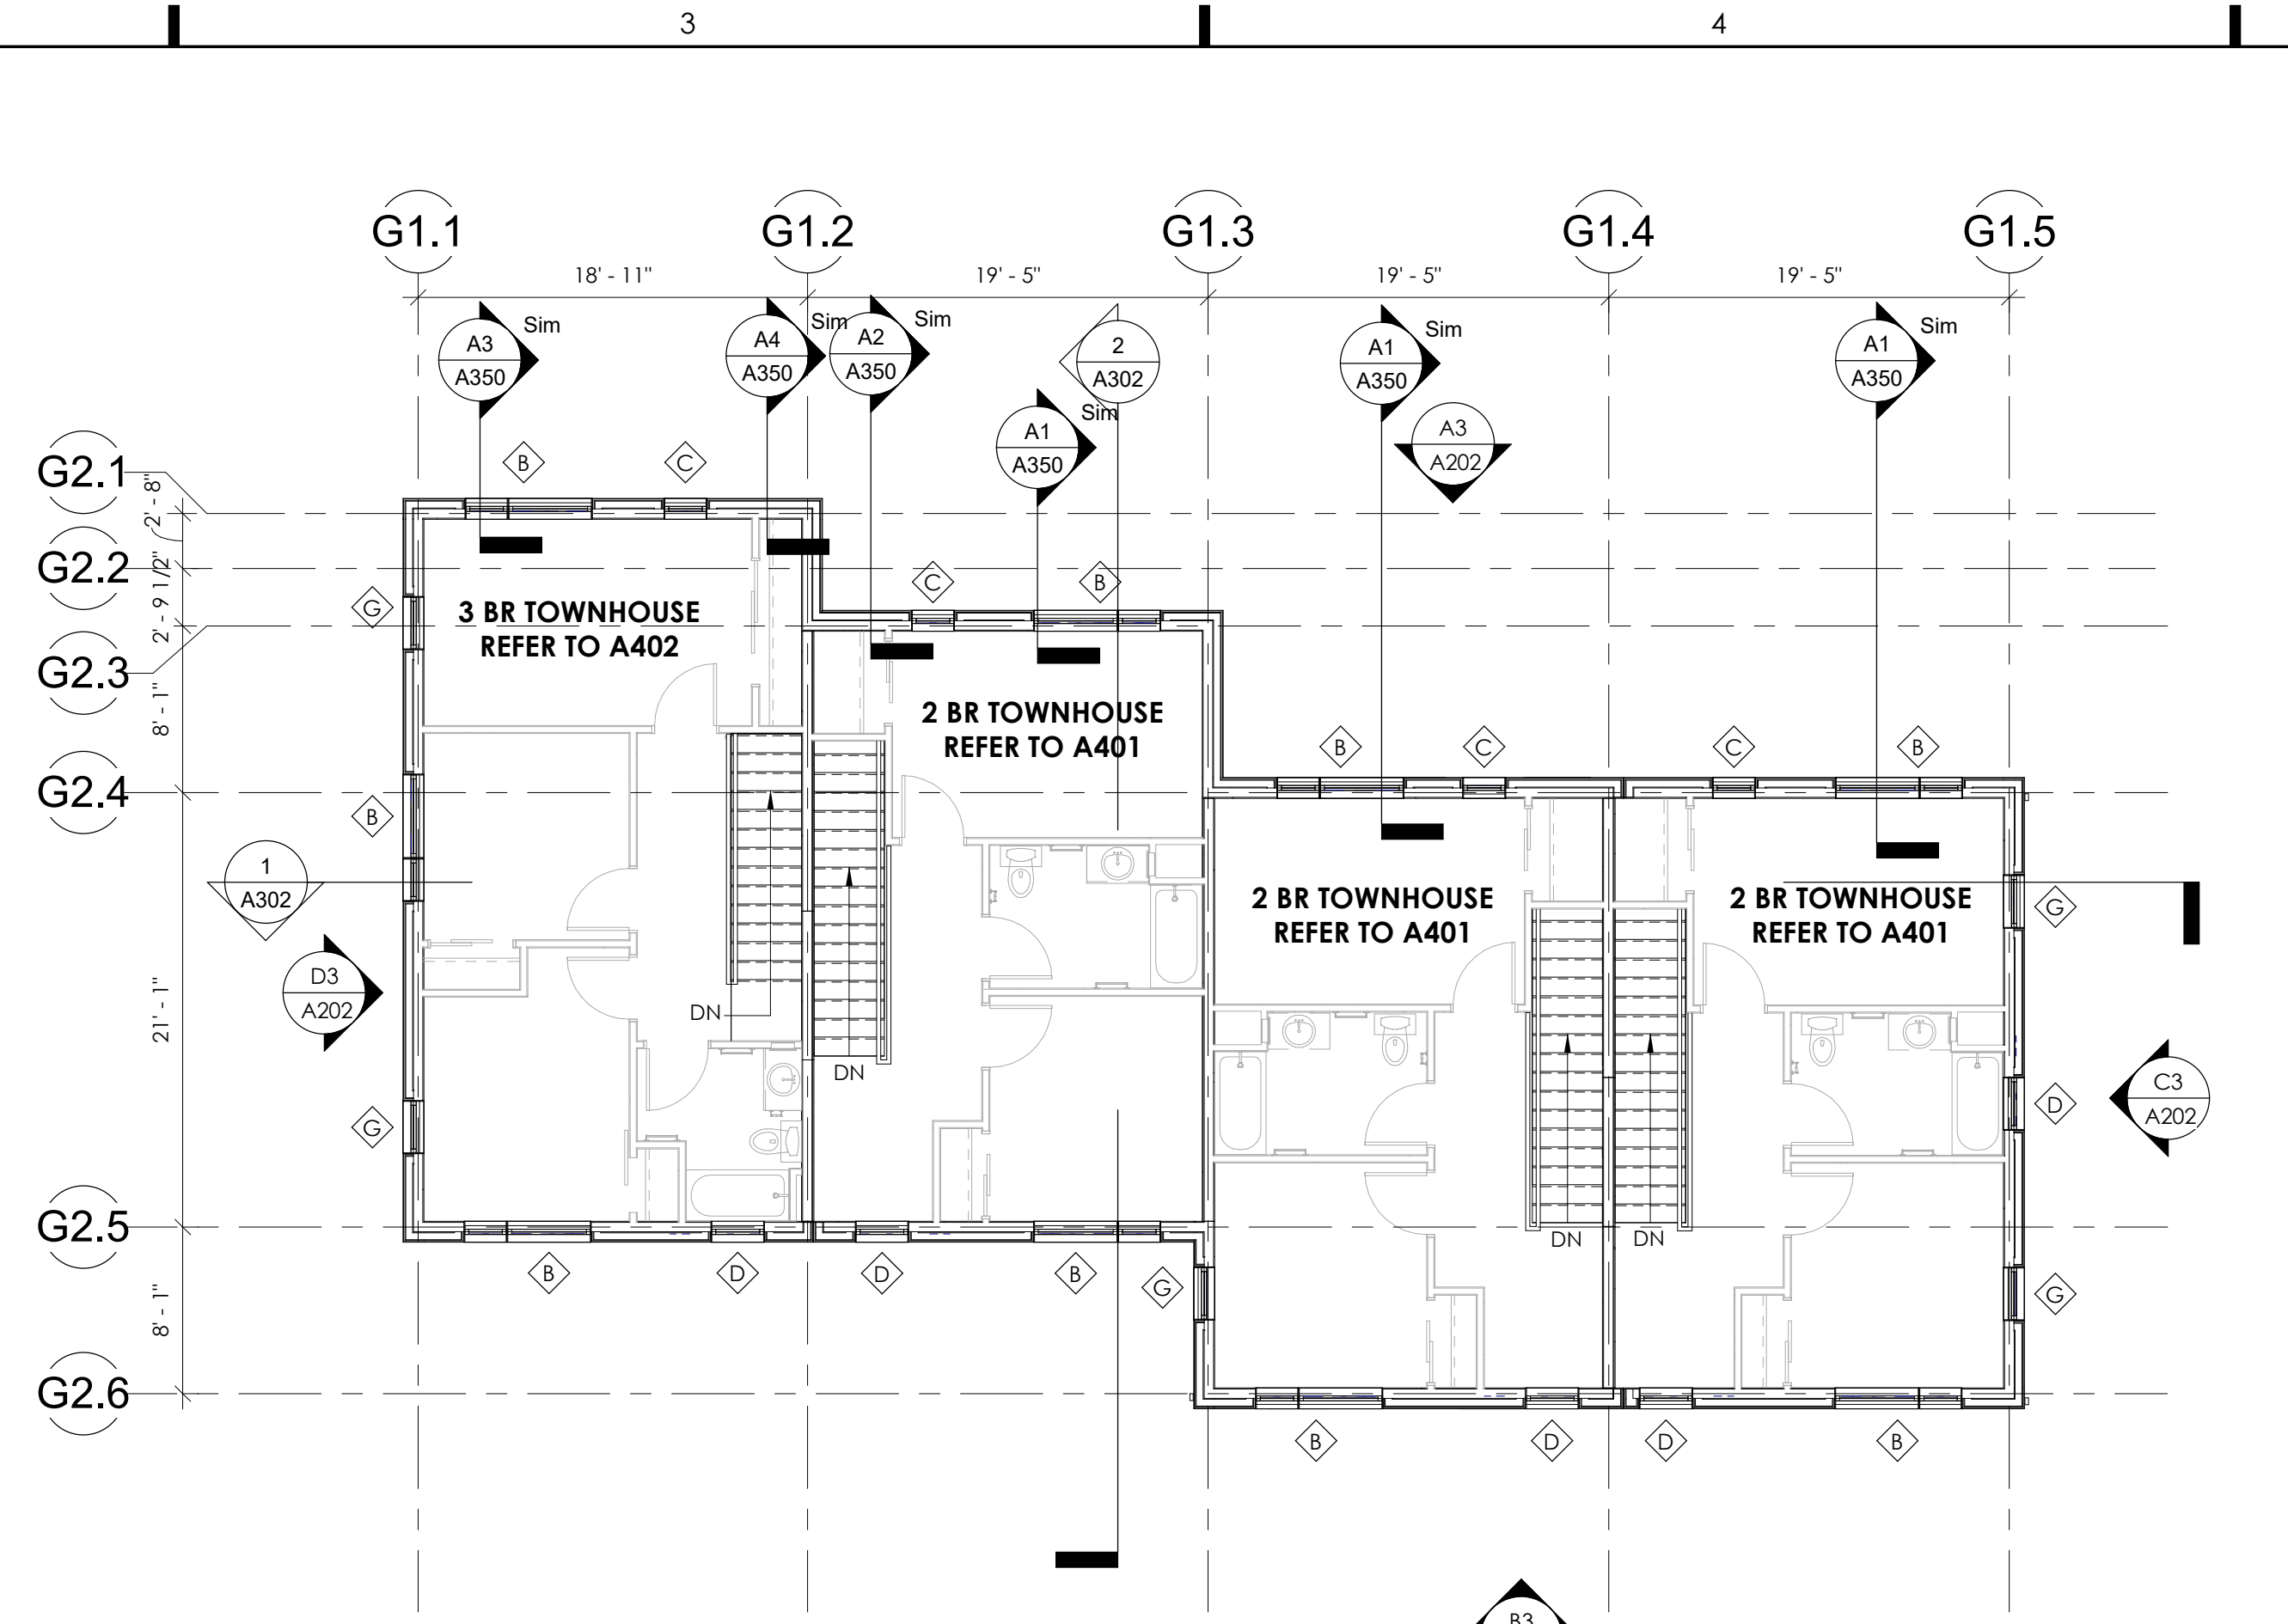 3
4
G1.1
G1.2
G1.3
G1.4
G1.5
18' - 11"
19' - 5"
19' - 5"
19' - 5"
A3
A350
Sim
A4
A350
Sim
A2
A350
Sim
2
A302
A1
A350
Sim
A1
A350
Sim
A3
A202
A1
A350
Sim
G2.1
G2.2
G2.3
G2.4
G2.5
G2.6
2' - 8"
2' - 9 1/2"
8' - 1"
21' - 1"
8' - 1"
B
C
C
B
G
3 BR TOWNHOUSE
REFER TO A402
2 BR TOWNHOUSE
REFER TO A401
B
C
C
B
B
1
A302
2 BR TOWNHOUSE
REFER TO A401
2 BR TOWNHOUSE
REFER TO A401
G
D3
A202
DN
DN
C3
A202
D
G
DN
DN
B
D
D
B
G
G
B
D
D
B
B3